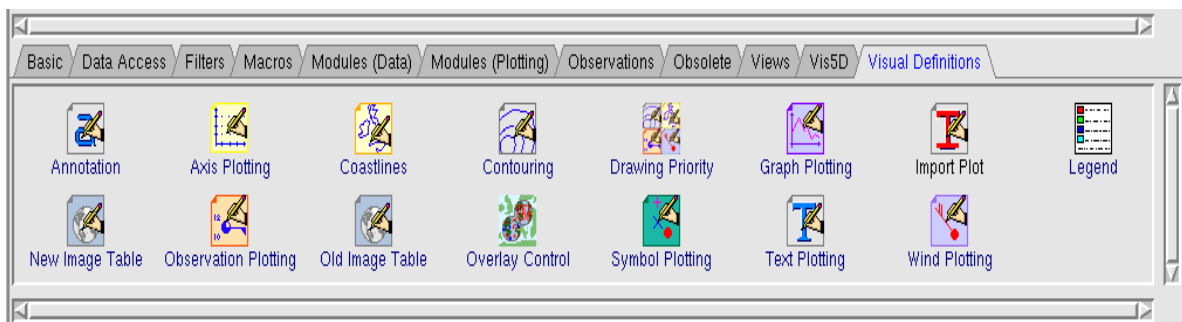 Basic Data Access Filters Macros Modules (Data) Modules (Plotting) Observations Obsolete Views Vis5D Visual Definitions
Annotation Axis Plotting Coastlines Contouring Drawing Priority Graph Plotting Import Plot Legend
New Image Table Observation Plotting Old Image Table Overlay Control Symbol Plotting Text Plotting Wind Plotting